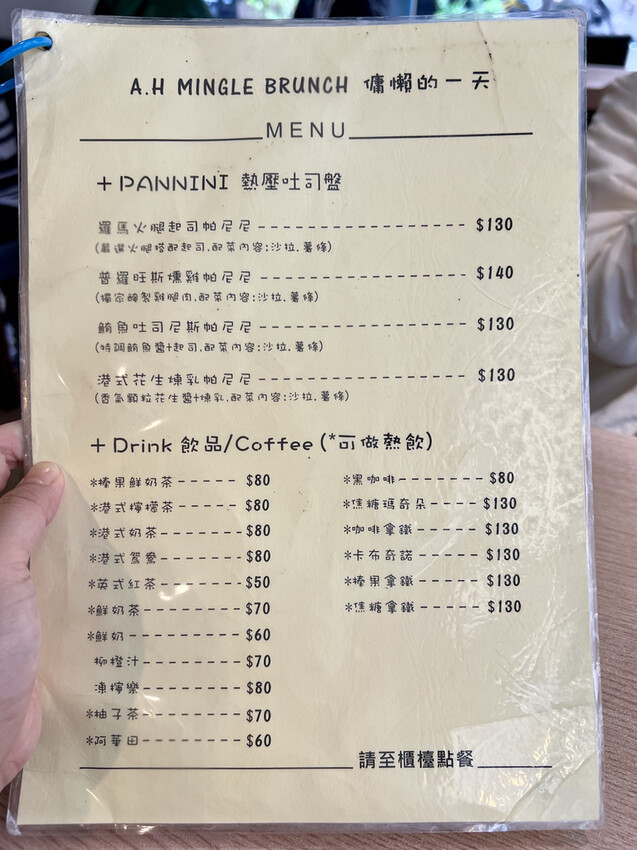 A.H MINGLE BRUNCH 慵懶的一天
MENU
+PANNINI 熱壓吐司盤
羅馬火腿起司帕尼尼 $130
(嚴選火腿搭配起司.配菜內容:沙拉.薯條)
普羅旺斯燻雞帕尼尼 $140
(獨家醃製雞腿肉.配菜內容:沙拉.薯條)
鮪魚吐司尼斯帕尼尼 $130
(特調鮪魚醬+起司.配菜內容:沙拉.薯條)
港式花生煉乳帕尼尼 $130
(香氣顆粒花生醬+煉乳.配菜內容:沙拉.薯條)
+Drink 飲品/Coffee(*可做熱飲)
*榛果鮮奶茶 $80
*港式檸檬茶 $80
*港式奶茶 $80
*港式鴛鴦 $80
*英式紅茶 $50
*鮮奶茶 $70
*鮮奶 $60
柳橙汁 $70
凍檸樂 $80
*柚子茶 $70
*阿華田 $60
*黑咖啡 $80
*焦糖瑪奇朵 $130
*咖啡拿鐵 $130
*卡布奇諾 $130
*榛果拿鐵 $130
*焦糖拿鐵 $130
請至櫃檯點餐